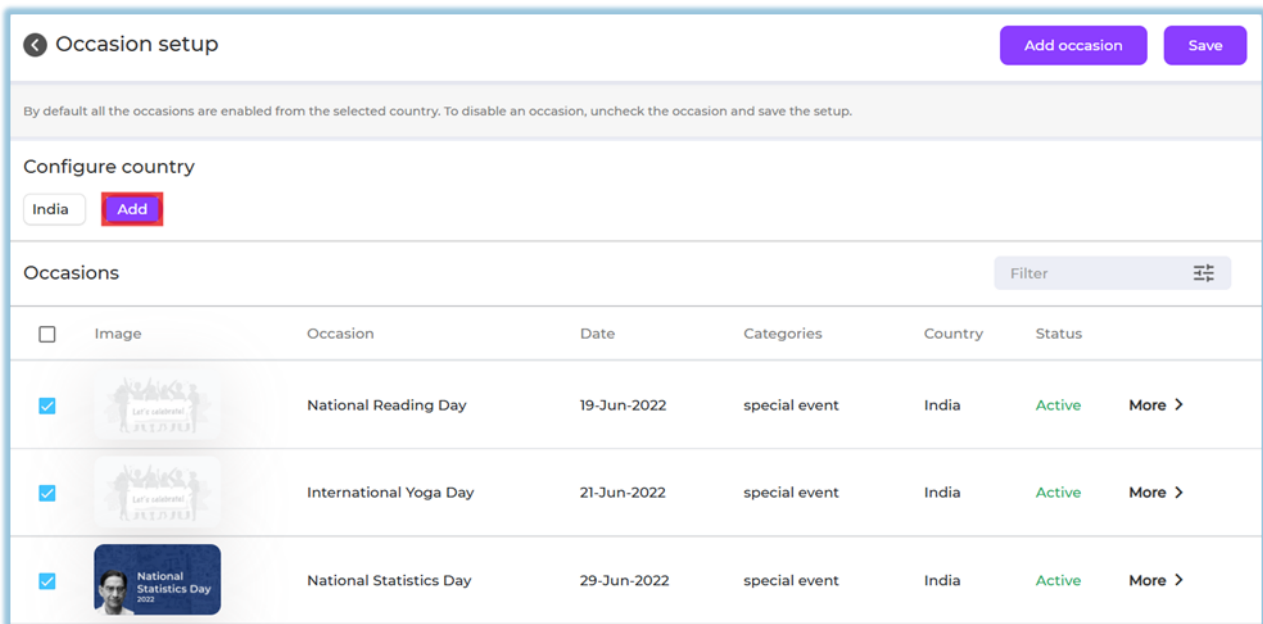 Occasion setup
Add occasion
Save
By default all the occasions are enabled from the selected country. To disable an occasion, uncheck the occasion and save the setup.
Configure country
India
Add
Occasions
Filter
Image Occasion Date Categories Country Status
Let's celebrate!
National Reading Day 19-Jun-2022 special event India Active More >
Let's celebrate!
International Yoga Day 21-Jun-2022 special event India Active More >
National
Statistics Day
2022
National Statistics Day 29-Jun-2022 special event India Active More >